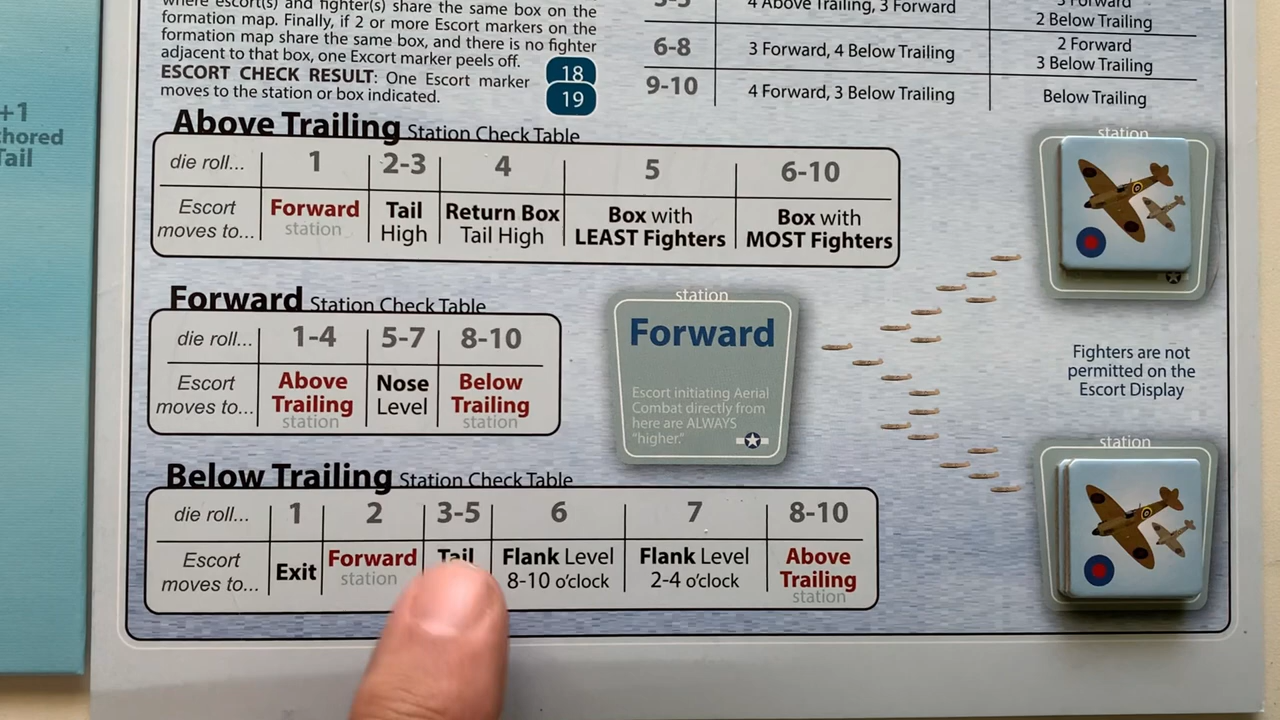 where escort(s) and fighter(s) share the same box on the
formation map. Finally, if 2 or more Escort markers on the
formation map share the same box, and there is no fighter
adjacent to that box, one Escort marker peels off.
ESCORT CHECK RESULT: One Escort marker
moves to the station or box indicated.
18
19
4 Above Trailing, 3 Forward
2 Below Trailing
6-8
3 Forward, 4 Below Trailing
2 Forward
3 Below Trailing
9-10
4 Forward, 3 Below Trailing
Below Trailing
+1
Tail
Above Trailing Station Check Table
die roll... 1 2-3 4 5 6-10
Escort
moves to...
Forward
station
Tail
High
Return Box
Tail High
Box with
LEAST Fighters
Box with
MOST Fighters
station
Forward Station Check Table
die roll... 1-4 5-7 8-10
Escort
moves to...
Above
Trailing
station
Nose
Level
Below
Trailing
station
station
Forward
Escort initiating Aerial
Combat directly from
here are ALWAYS
"higher."
Fighters are not
permitted on the
Escort Display
station
Below Trailing Station Check Table
die roll... 1 2 3-5 6 7 8-10
Escort
moves to...
Exit
Forward
station
Tail
Flank Level
8-10 o'clock
Flank Level
2-4 o'clock
Above
Trailing
station